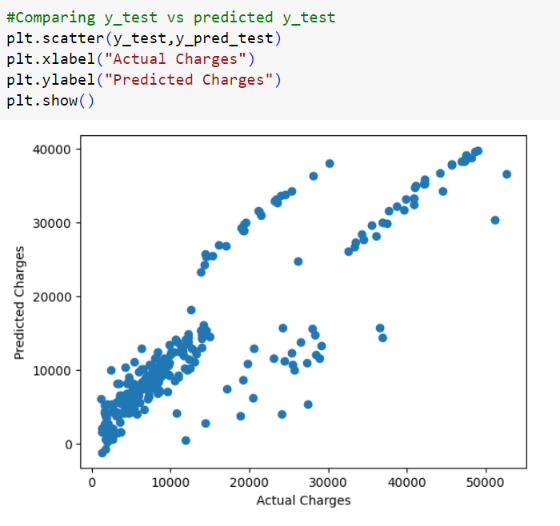 #Comparing y_test vs predicted y_test
plt.scatter(y_test,y_pred_test)
plt.xlabel("Actual Charges")
plt.ylabel("Predicted Charges")
plt.show()
40000
30000
20000
10000
0
Predicted Charges
0 10000 20000 30000 40000 50000
Actual Charges